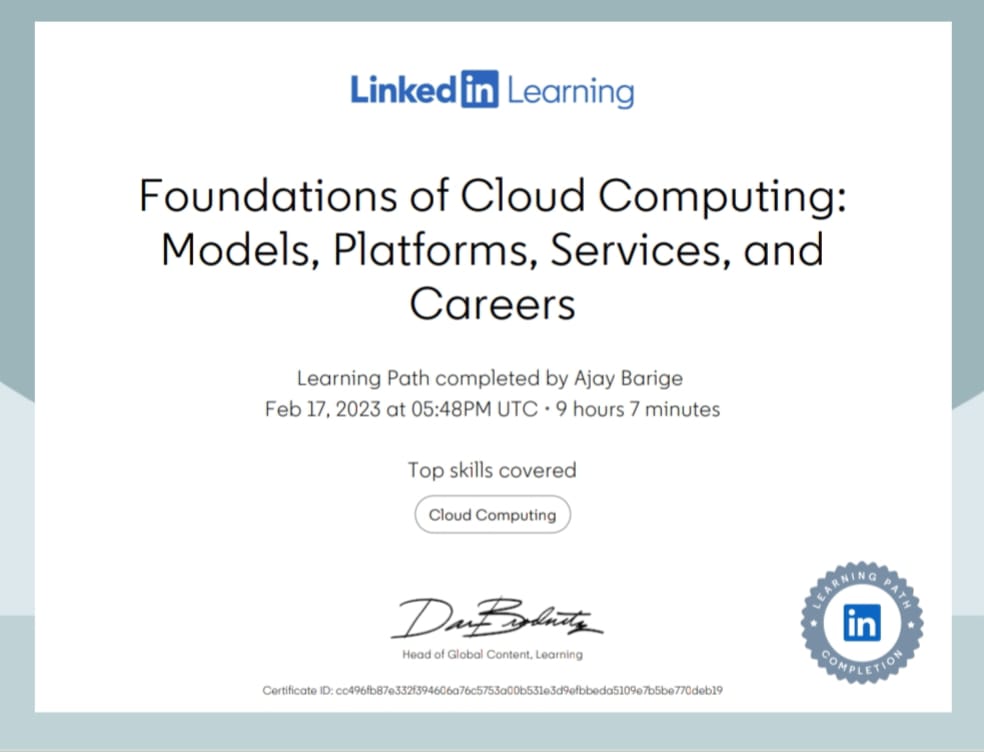 LinkedIn Learning
Foundations of Cloud Computing:
Models, Platforms, Services, and
Careers
Learning Path completed by Ajay Barige
Feb 17, 2023 at 05:48PM UTC • 9 hours 7 minutes
Top skills covered
Cloud Computing
Head of Global Content, Learning
LEARNING PATH
in
COMPLETION
Certificate ID: cc496fb87e332f394606a76c5753a00b531e3d9efbbeda5109e7b5be770deb19